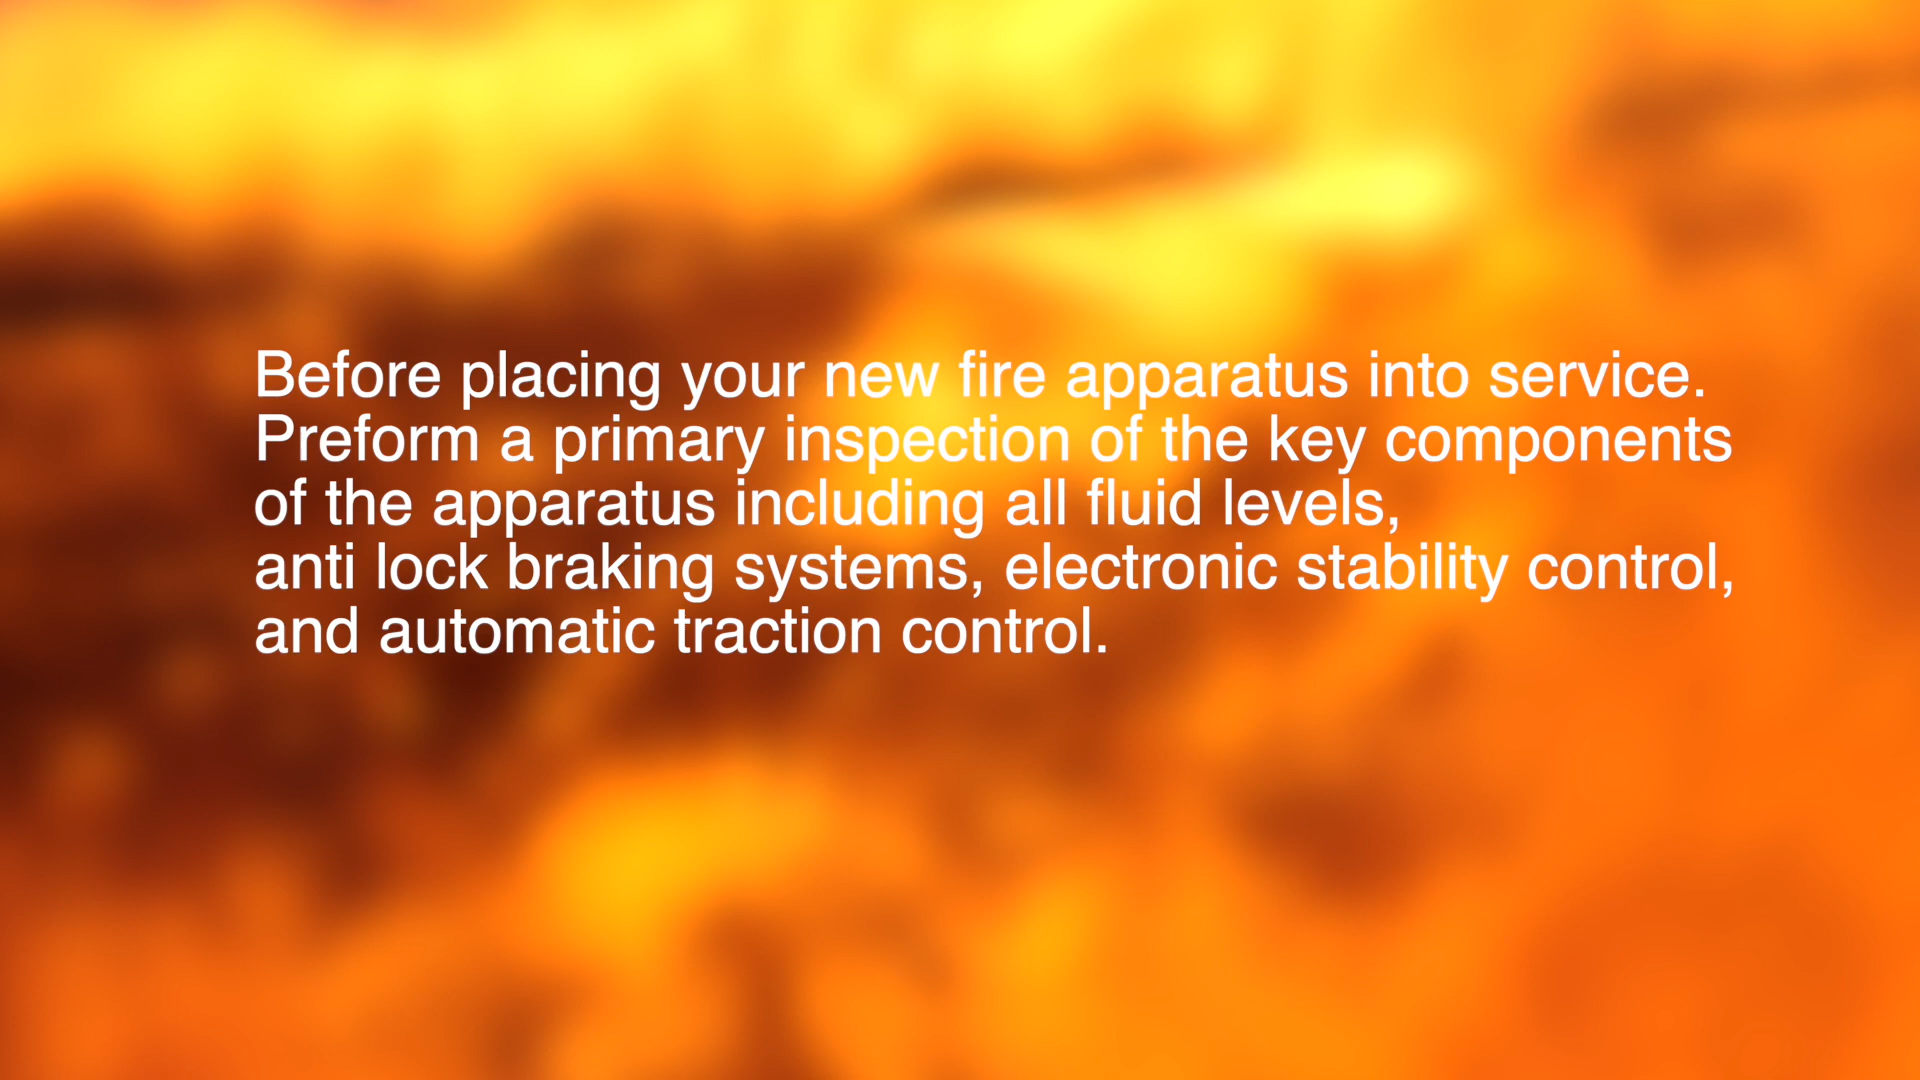 Before placing your new fire apparatus into service.
Preform a primary inspection of the key components
of the apparatus including all fluid levels,
anti lock braking systems, electronic stability control,
and automatic traction control.